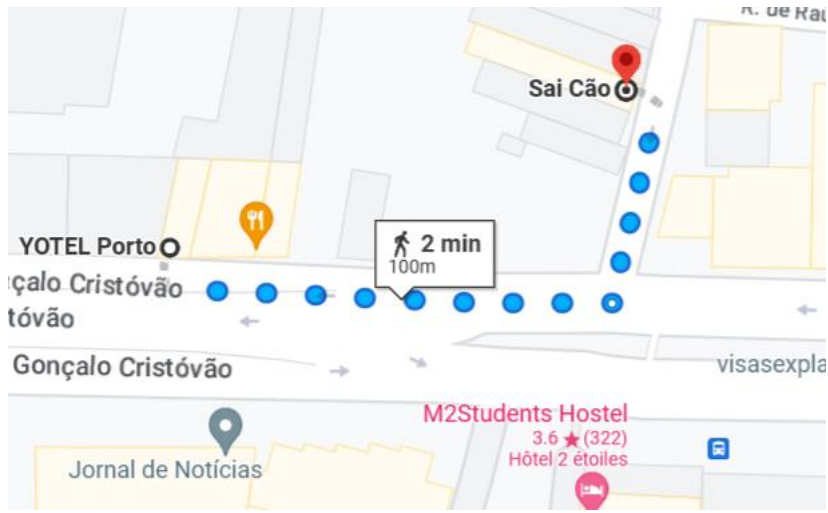 R. de Rau
Sai Cão
YOTEL Porto
2 min
100m
çalo Cristóvão
tóvão
Gonçalo Cristóvão
visasexpla
M2Students Hostel
3.6 ★ (322)
Hôtel 2 étoiles
Jornal de Notícias